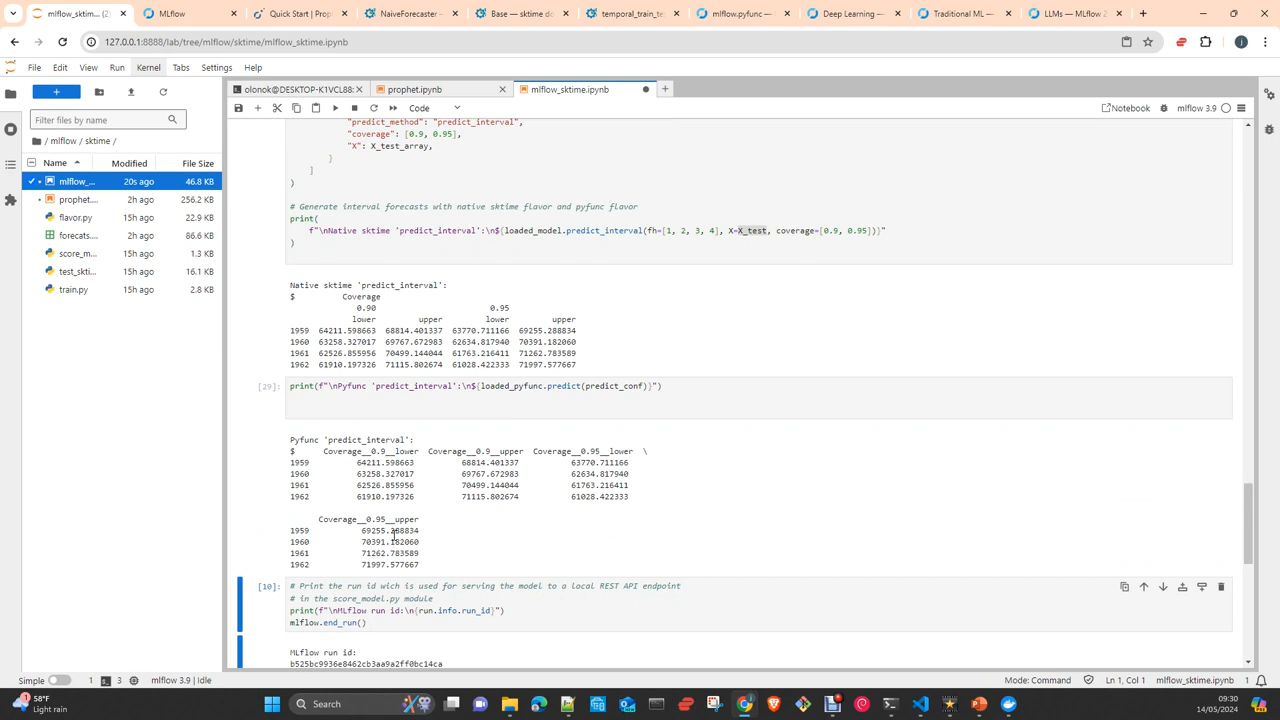 mlflow_sktime (2)
MLflow
Quick Start | Prop
NaiveForecaster —
Base — sktime do
temporal_train_te
mlflow.pyfunc —
Deep Learning —
Traditional ML —
LLMs — MLflow 2
127.0.0.1:8888/lab/tree/mlflow/sktime/mlflow_sktime.ipynb
File Edit View Run Kernel Tabs Settings Help
olonok@DESKTOP-K1VCL88:
prophet.ipynb
mlflow_sktime.ipynb
Code
Notebook
mlflow 3.9
Filter files by name
/ mlflow / sktime /
Name Modified File Size
mlflow_... 20s ago 46.8 KB
prophet.... 2h ago 256.2 KB
flavor.py 15h ago 22.9 KB
forecats.... 2h ago 86.6 KB
score_m... 15h ago 1.3 KB
test_skti... 15h ago 16.1 KB
train.py 15h ago 2.8 KB
"predict_method": "predict_interval",
"coverage": [0.9, 0.95],
"X": X_test_array,
}
]
)
# Generate interval forecasts with native sktime flavor and pyfunc flavor
print(
f"\nNative sktime 'predict_interval':\n${loaded_model.predict_interval(fh=[1, 2, 3, 4], X=X_test, coverage=[0.9, 0.95])}"
)
Native sktime 'predict_interval':
$ Coverage
0.90 0.95
lower upper lower upper
1959 64211.598663 68814.401337 63770.711166 69255.288834
1960 63258.327017 69767.672983 62634.817940 70391.182060
1961 62526.855956 70499.144044 61763.216411 71262.783589
1962 61910.197326 71115.802674 61028.422333 71997.577667
[29]: print(f"\nPyfunc 'predict_interval':\n${loaded_pyfunc.predict(predict_conf)}")
Pyfunc 'predict_interval':
$ Coverage__0.9__lower Coverage__0.9__upper Coverage__0.95__lower \
1959 64211.598663 68814.401337 63770.711166
1960 63258.327017 69767.672983 62634.817940
1961 62526.855956 70499.144044 61763.216411
1962 61910.197326 71115.802674 61028.422333
Coverage__0.95__upper
1959 69255.288834
1960 70391.182060
1961 71262.783589
1962 71997.577667
[10]: # Print the run id wich is used for serving the model to a local REST API endpoint
# in the score_model.py module
print(f"\nMLflow run id:\n{run.info.run_id}")
mlflow.end_run()
MLflow run id:
b525bc9936e8462cb3aa9a2ff0bc14ca
Simple 1 3 mlflow 3.9 | Idle
Mode: Command Ln 1, Col 1 mlflow_sktime.ipynb 1
58°F
Light rain
Search
09:30
14/05/2024